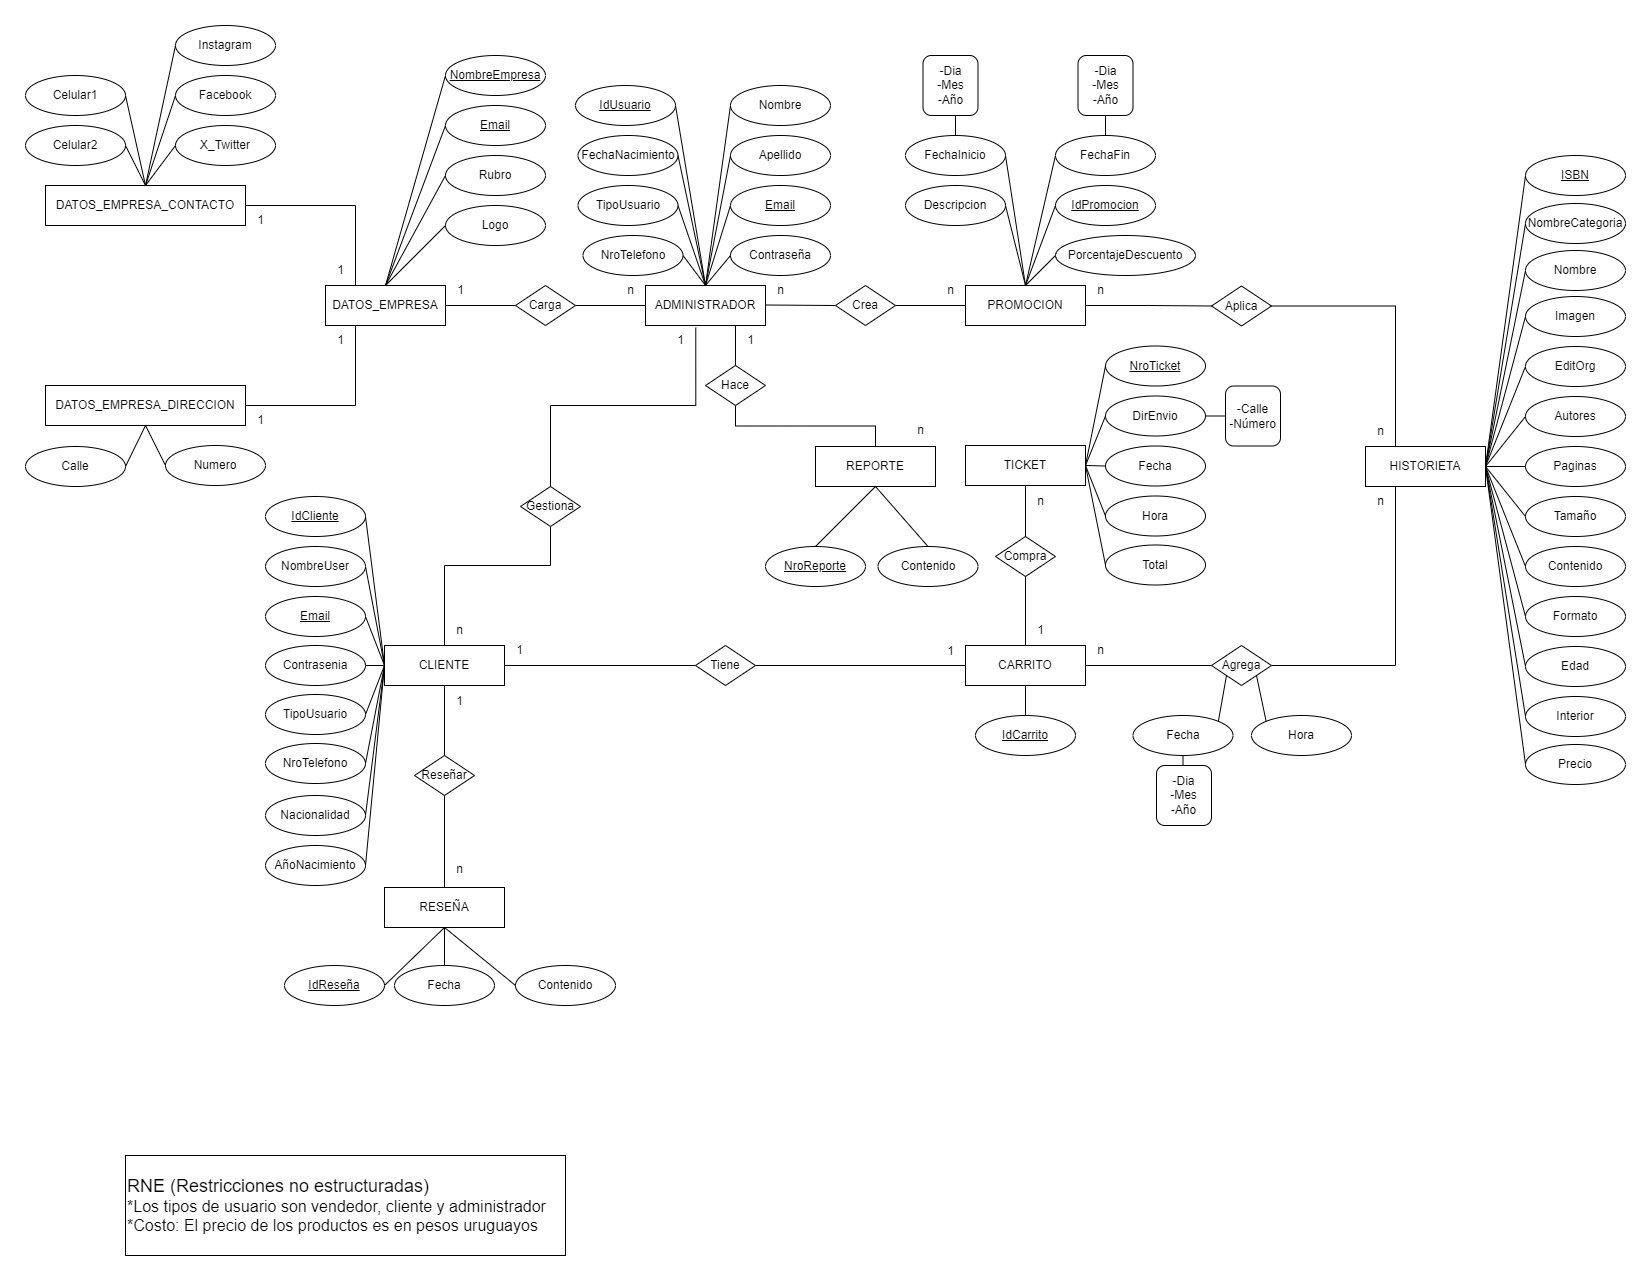 Instagram
Celular1
Facebook
Celular2
X_Twitter
DATOS_EMPRESA_CONTACTO
1
1
NombreEmpresa
Email
Rubro
Logo
DATOS_EMPRESA
1
1
Carga
n
DATOS_EMPRESA_DIRECCION
1
Calle
Numero
IdUsuario
Nombre
FechaNacimiento
Apellido
TipoUsuario
Email
NroTelefono
Contraseña
ADMINISTRADOR
n
1
1
Crea
n
Hace
n
REPORTE
NroReporte
Contenido
-Dia
-Mes
-Año
-Dia
-Mes
-Año
FechaInicio
FechaFin
Descripcion
IdPromocion
PorcentajeDescuento
PROMOCION
n
Aplica
n
NroTicket
DirEnvio
-Calle
-Número
TICKET
Fecha
Hora
Total
n
Compra
1
ISBN
NombreCategoria
Nombre
Imagen
EditOrg
Autores
HISTORIETA
Paginas
Tamaño
Contenido
Formato
Edad
Interior
Precio
n
Gestiona
n
IdCliente
NombreUser
Email
Contrasenia
TipoUsuario
NroTelefono
Nacionalidad
AñoNacimiento
CLIENTE
1
Tiene
1
CARRITO
n
Agrega
IdCarrito
Fecha
Hora
-Dia
-Mes
-Año
1
Reseñar
n
RESEÑA
IdReseña
Fecha
Contenido
RNE (Restricciones no estructuradas)
*Los tipos de usuario son vendedor, cliente y administrador
*Costo: El precio de los productos es en pesos uruguayos